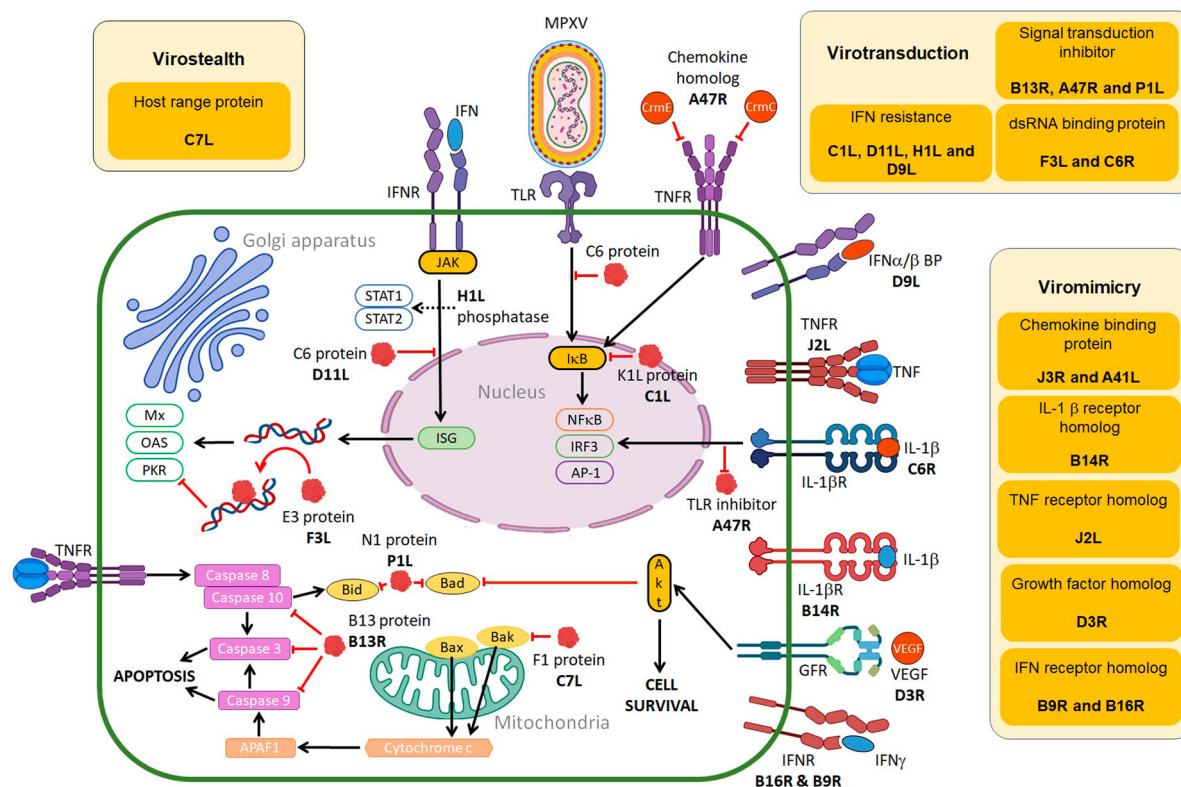 Virostealth
Host range protein
C7L
MPXV
IFN
IFNR
TLR
Chemokine
homolog
A47R
CrmE
CrmC
TNFR
Virotransduction
Signal transduction
inhibitor
B13R, A47R and P1L
IFN resistance
C1L, D11L, H1L and
D9L
dsRNA binding protein
F3L and C6R
Golgi apparatus
JAK
STAT1
STAT2
H1L
phosphatase
C6 protein
C6 protein
D11L
IκB
K1L protein
C1L
Nucleus
NFκB
IRF3
AP-1
ISG
Mx
OAS
PKR
E3 protein
F3L
TLR inhibitor
A47R
IFNα/β BP
D9L
TNFR
J2L
TNF
IL-1β
C6R
IL-1βR
IL-1β
IL-1βR
B14R
GFR
VEGF
VEGF
D3R
IFNR
IFNγ
B16R & B9R
Viromimicry
Chemokine binding
protein
J3R and A41L
IL-1 β receptor
homolog
B14R
TNF receptor homolog
J2L
Growth factor homolog
D3R
IFN receptor homolog
B9R and B16R
TNFR
Caspase 8
Caspase 10
Bid
N1 protein
P1L
Bad
Akt
B13 protein
B13R
Caspase 3
APOPTOSIS
Caspase 9
APAF1
Cytochrome c
Bax
Bak
F1 protein
C7L
Mitochondria
CELL
SURVIVAL